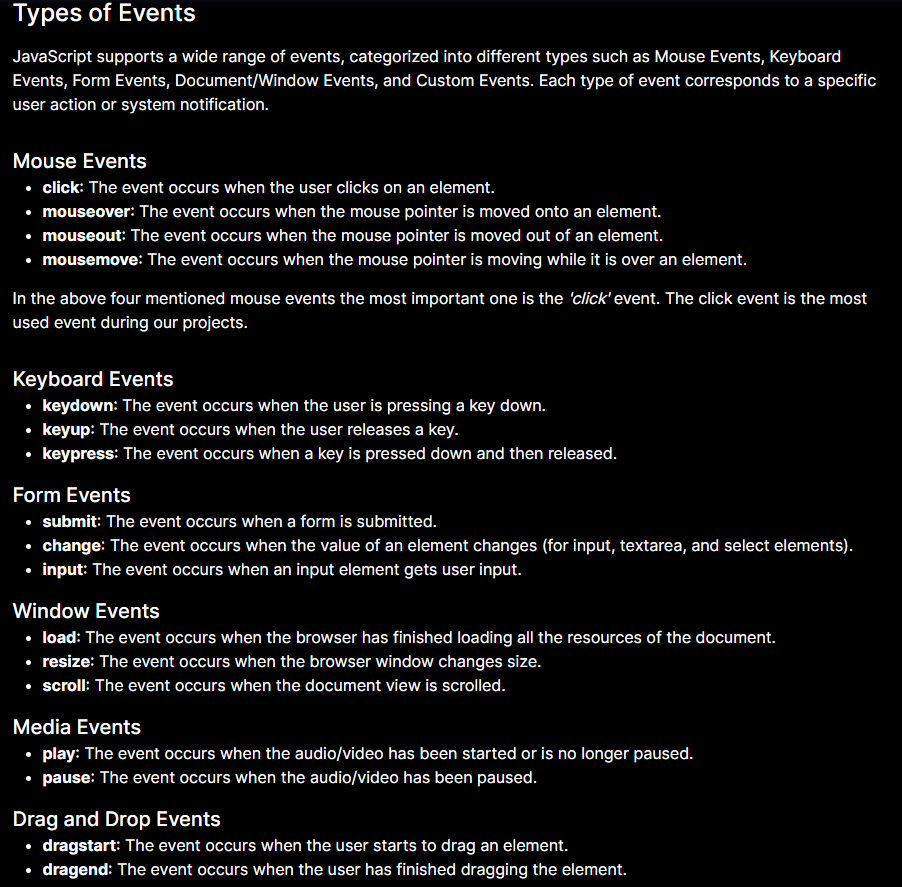 Types of Events
JavaScript supports a wide range of events, categorized into different types such as Mouse Events, Keyboard
Events, Form Events, Document/Window Events, and Custom Events. Each type of event corresponds to a specific
user action or system notification.
Mouse Events
• click: The event occurs when the user clicks on an element.
• mouseover: The event occurs when the mouse pointer is moved onto an element.
• mouseout: The event occurs when the mouse pointer is moved out of an element.
• mousemove: The event occurs when the mouse pointer is moving while it is over an element.
In the above four mentioned mouse events the most important one is the 'click' event. The click event is the most
used event during our projects.
Keyboard Events
• keydown: The event occurs when the user is pressing a key down.
• keyup: The event occurs when the user releases a key.
• keypress: The event occurs when a key is pressed down and then released.
Form Events
• submit: The event occurs when a form is submitted.
• change: The event occurs when the value of an element changes (for input, textarea, and select elements).
• input: The event occurs when an input element gets user input.
Window Events
• load: The event occurs when the browser has finished loading all the resources of the document.
• resize: The event occurs when the browser window changes size.
• scroll: The event occurs when the document view is scrolled.
Media Events
• play: The event occurs when the audio/video has been started or is no longer paused.
• pause: The event occurs when the audio/video has been paused.
Drag and Drop Events
• dragstart: The event occurs when the user starts to drag an element.
• dragend: The event occurs when the user has finished dragging the element.